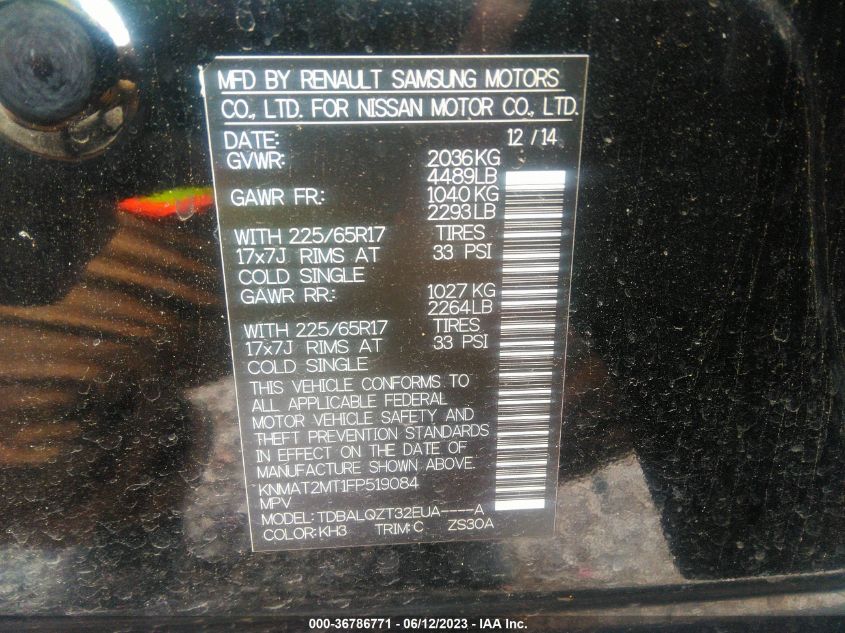 MFD BY RENAULT SAMSUNG MOTORS
CO., LTD. FOR NISSAN MOTOR CO., LTD.
DATE: 12 / 14
GVWR: 2036KG
4489LB
GAWR FR.: 1040 KG
2293LB
WITH 225/65R17 TIRES
17x7J RIMS AT 33 PSI
COLD SINGLE
GAWR RR.: 1027 KG
2264LB
WITH 225/65R17 TIRES
17x7J RIMS AT 33 PSI
COLD SINGLE
THIS VEHICLE CONFORMS TO
ALL APPLICABLE FEDERAL
MOTOR VEHICLE SAFETY AND
THEFT PREVENTION STANDARDS
IN EFFECT ON THE DATE OF
MANUFACTURE SHOWN ABOVE.
KNMAT2MT1FP519084
MPV
MODEL: TDBALQZT32EUA----A
COLOR: KH3 TRIM: C ZS30A
000-36786771 - 06/12/2023 - © IAA Inc.